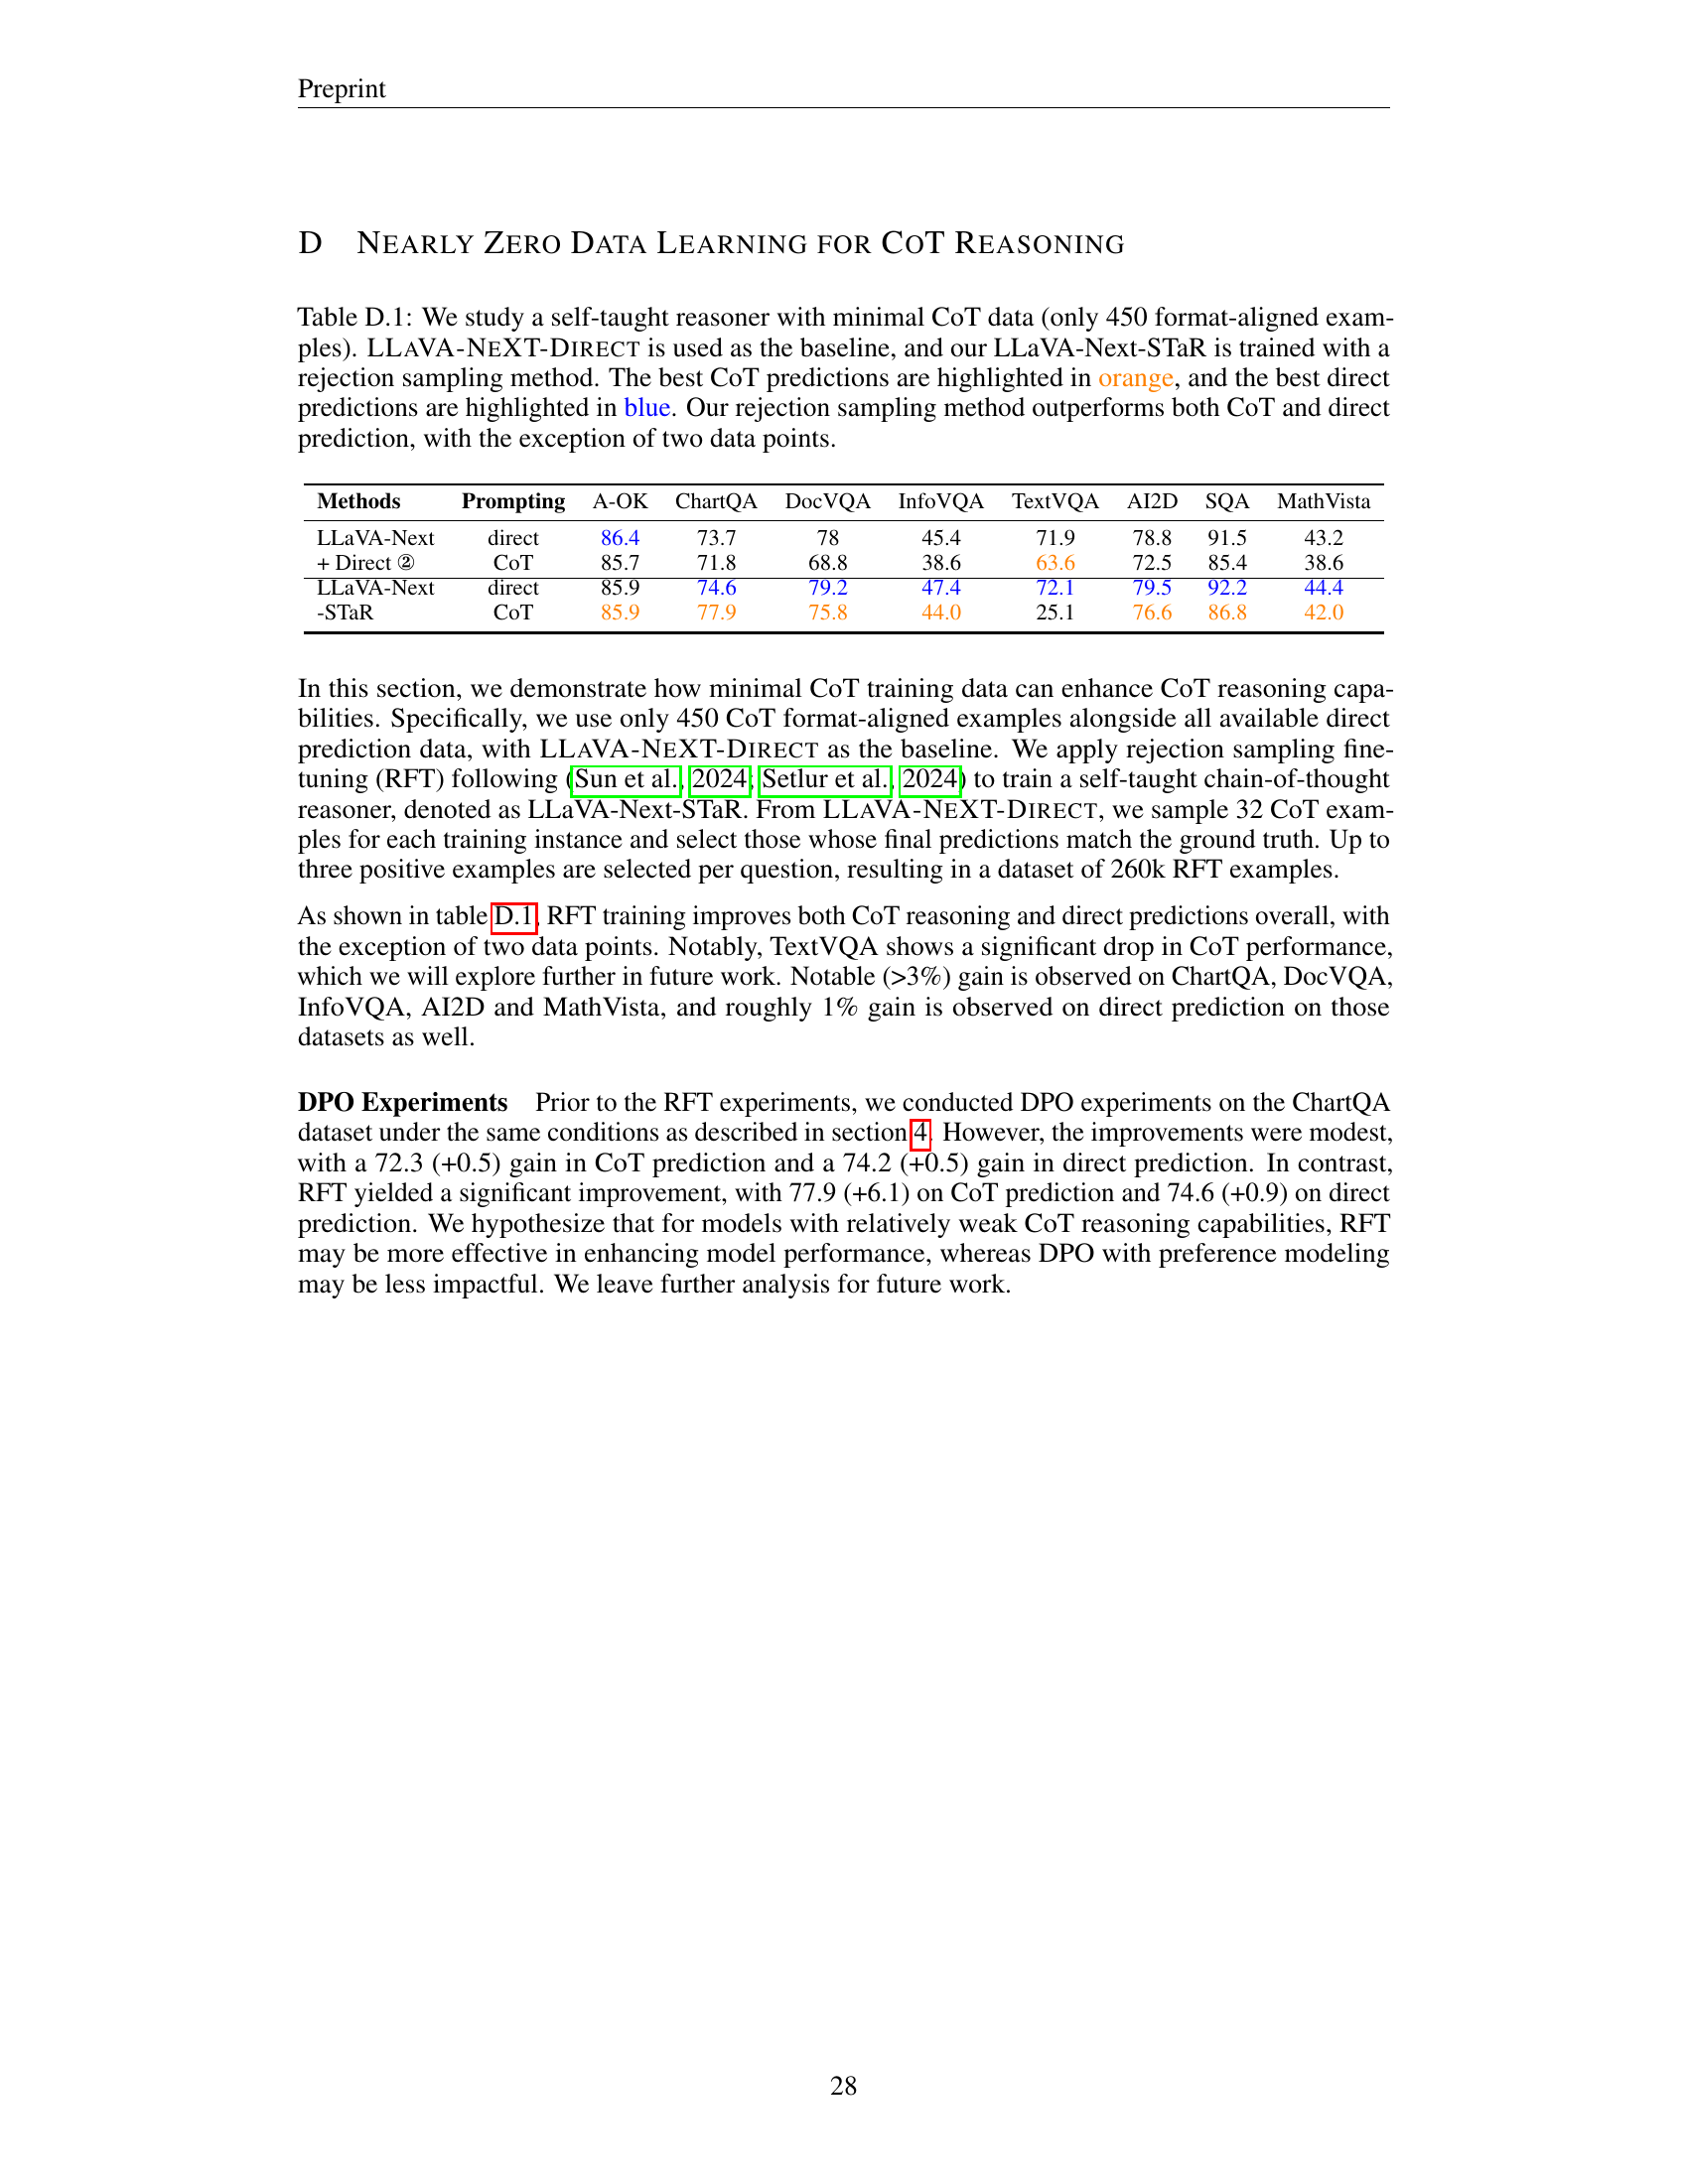 Preprint
D NEARLY ZERO DATA LEARNING FOR COT REASONING
Table D.1: We study a self-taught reasoner with minimal CoT data (only 450 format-aligned exam-
ples). LLAVA-NEXT-DIRECT is used as the baseline, and our LLaVA-Next-STaR is trained with a
rejection sampling method. The best CoT predictions are highlighted in orange, and the best direct
predictions are highlighted in blue. Our rejection sampling method outperforms both CoT and direct
prediction, with the exception of two data points.
Methods Prompting A-OK ChartQA DocVQA InfoVQA TextVQA AI2D SQA MathVista
LLaVA-Next direct 86.4 73.7 78 45.4 71.9 78.8 91.5 43.2
+ Direct ② CoT 85.7 71.8 68.8 38.6 63.6 72.5 85.4 38.6
LLaVA-Next direct 85.9 74.6 79.2 47.4 72.1 79.5 92.2 44.4
-STaR CoT 85.9 77.9 75.8 44.0 25.1 76.6 86.8 42.0
In this section, we demonstrate how minimal CoT training data can enhance CoT reasoning capa-
bilities. Specifically, we use only 450 CoT format-aligned examples alongside all available direct
prediction data, with LLAVA-NEXT-DIRECT as the baseline. We apply rejection sampling fine-
tuning (RFT) following (Sun et al., 2024; Setlur et al., 2024) to train a self-taught chain-of-thought
reasoner, denoted as LLaVA-Next-STaR. From LLAVA-NEXT-DIRECT, we sample 32 CoT exam-
ples for each training instance and select those whose final predictions match the ground truth. Up to
three positive examples are selected per question, resulting in a dataset of 260k RFT examples.
As shown in table D.1, RFT training improves both CoT reasoning and direct predictions overall, with
the exception of two data points. Notably, TextVQA shows a significant drop in CoT performance,
which we will explore further in future work. Notable (>3%) gain is observed on ChartQA, DocVQA,
InfoVQA, AI2D and MathVista, and roughly 1% gain is observed on direct prediction on those
datasets as well.
DPO Experiments Prior to the RFT experiments, we conducted DPO experiments on the ChartQA
dataset under the same conditions as described in section 4. However, the improvements were modest,
with a 72.3 (+0.5) gain in CoT prediction and a 74.2 (+0.5) gain in direct prediction. In contrast,
RFT yielded a significant improvement, with 77.9 (+6.1) on CoT prediction and 74.6 (+0.9) on direct
prediction. We hypothesize that for models with relatively weak CoT reasoning capabilities, RFT
may be more effective in enhancing model performance, whereas DPO with preference modeling
may be less impactful. We leave further analysis for future work.
28